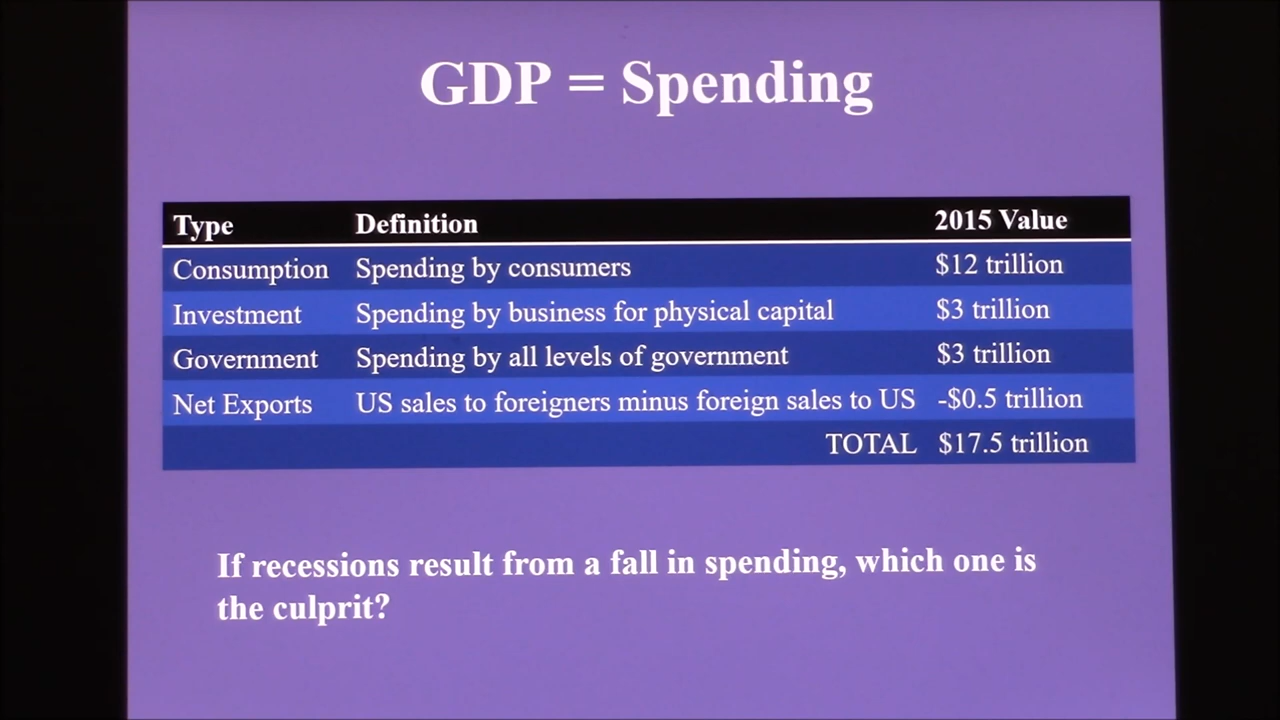 GDP = Spending
Type Definition 2015 Value
Consumption Spending by consumers $12 trillion
Investment Spending by business for physical capital $3 trillion
Government Spending by all levels of government $3 trillion
Net Exports US sales to foreigners minus foreign sales to US -$0.5 trillion
TOTAL $17.5 trillion
If recessions result from a fall in spending, which one is
the culprit?